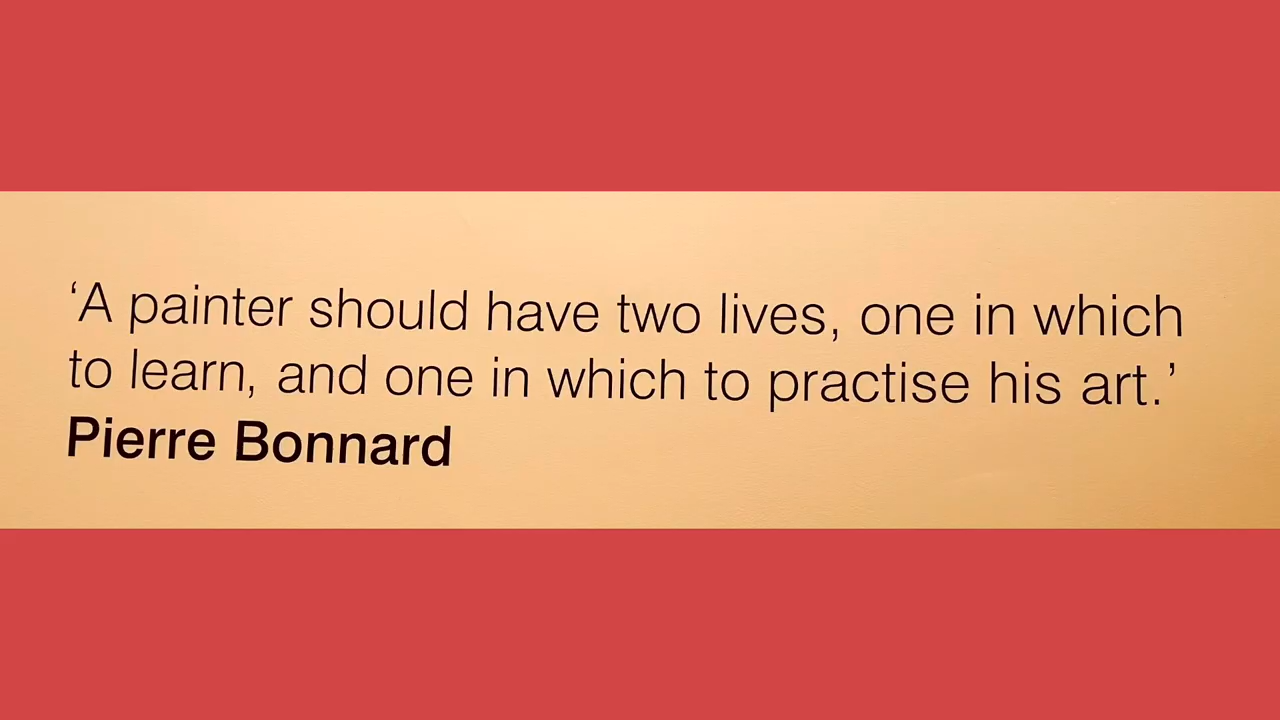 ‘A painter should have two lives, one in which
to learn, and one in which to practise his art.’
Pierre Bonnard